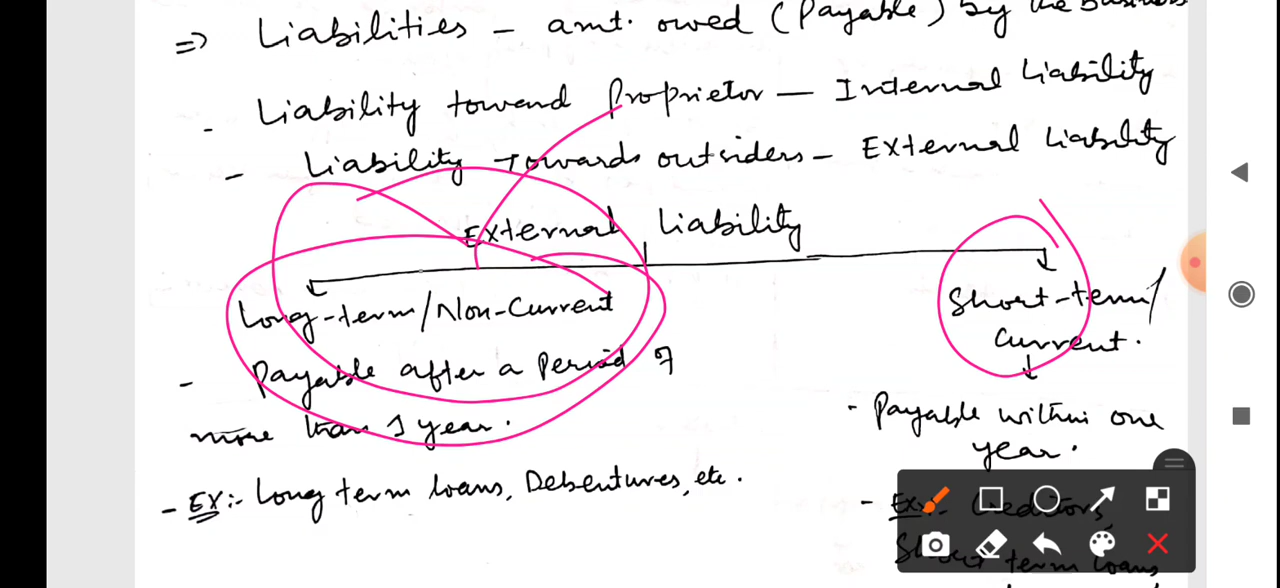 => Liabilities - amt. owed (Payable) by the Business
- Liability toward Proprietor - Internal Liability
- Liability Towards outsiders - External Liability
External Liability
Long-term/Non-Current
Short-term/
Current.
- Payable after a Period of
more than 1 year.
- Payable within one
year.
- EX:- Long term loans, Debentures, etc.
- Ex:- Creditors,
Short term loans,